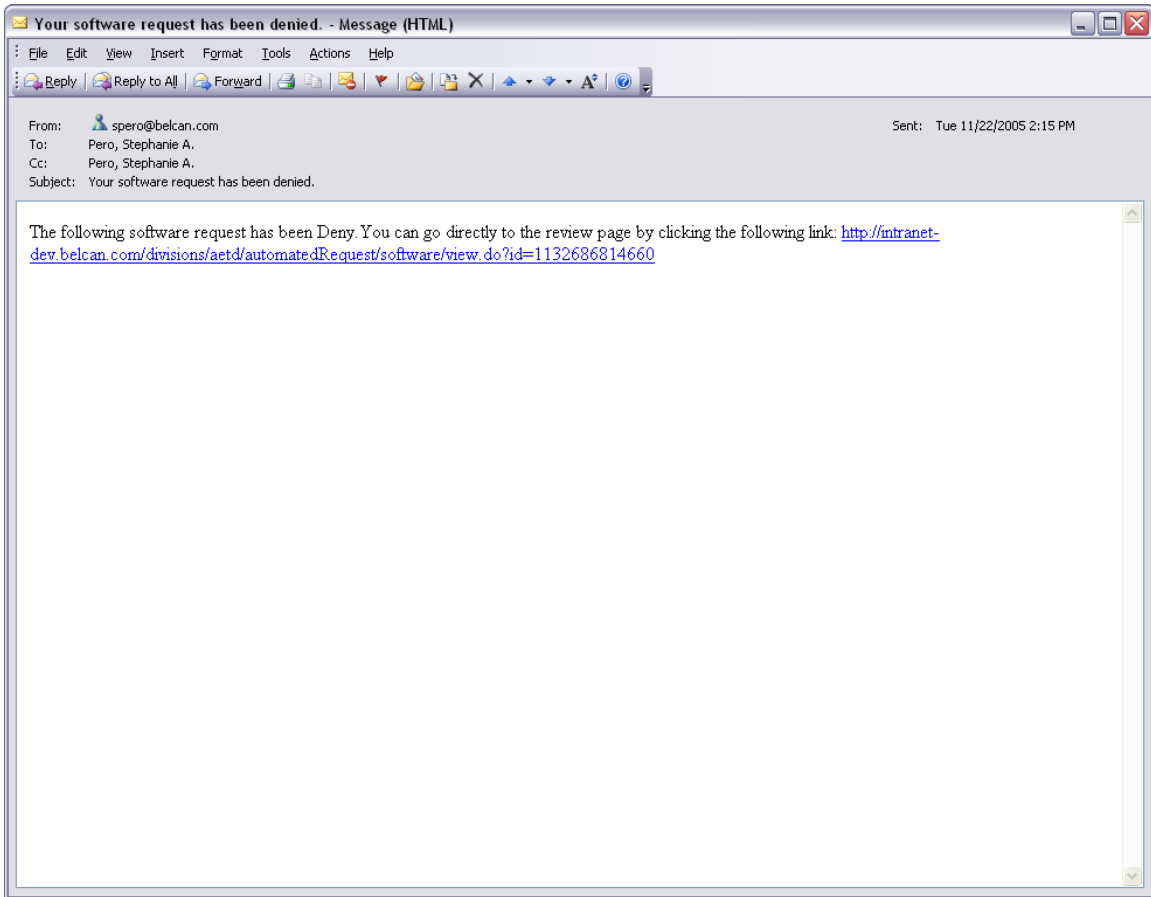 Your software request has been denied. - Message (HTML)
File Edit View Insert Format Tools Actions Help
Reply Reply to All Forward
From: spero@belcan.com Sent: Tue 11/22/2005 2:15 PM
To: Pero, Stephanie A.
Cc: Pero, Stephanie A.
Subject: Your software request has been denied.
The following software request has been Deny. You can go directly to the review page by clicking the following link: http://intranet-
dev.belcan.com/divisions/aetd/automatedRequest/software/view.do?id=1132686814660